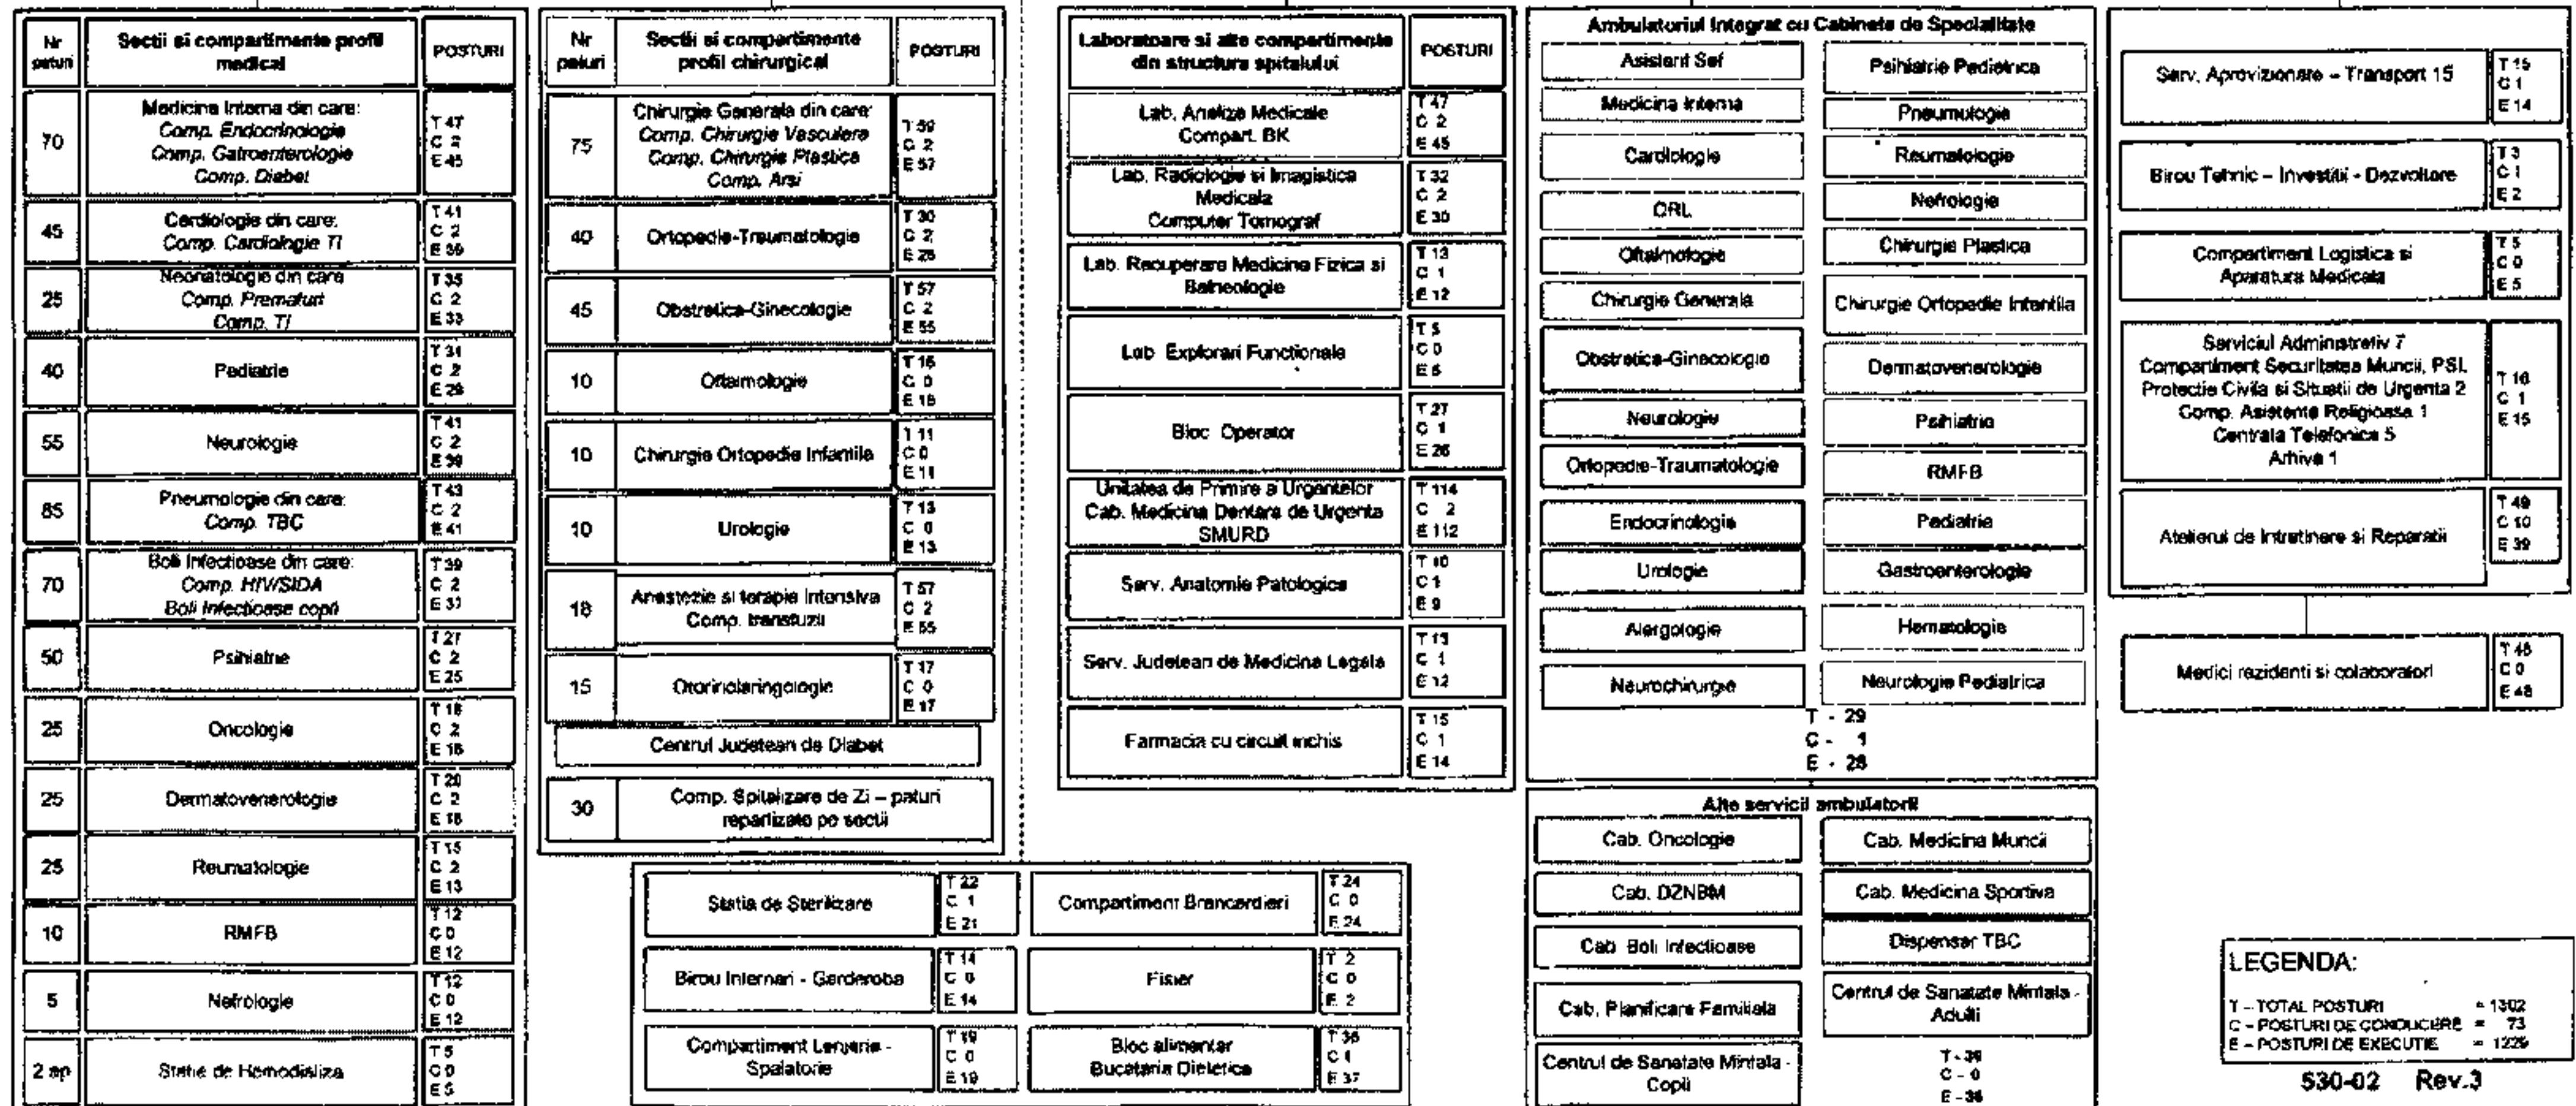 Nr paturi
Sectii si compartimente profil medical
POSTURI
70
Medicina Interna din care:
Comp. Endocrinologie
Comp. Gatroenterologie
Comp. Diabet
T 47
C 2
E 45
45
Cardiologie din care:
Comp. Cardiologie TI
T 41
C 2
E 39
25
Neonatologie din care
Comp. Prematuri
Comp. TI
T 35
C 2
E 33
40
Pediatrie
T 31
C 2
E 29
55
Neurologie
T 41
C 2
E 39
85
Pneumologie din care:
Comp. TBC
T 43
C 2
E 41
70
Boli Infectioase din care:
Comp. HIV/SIDA
Boli Infectioase copii
T 39
C 2
E 37
50
Psihiatrie
T 27
C 2
E 25
25
Oncologie
T 18
C 2
E 16
25
Dermatovenerologie
T 20
C 2
E 18
25
Reumatologie
T 15
C 2
E 13
10
RMFB
T 12
C 0
E 12
5
Nefrologie
T 12
C 0
E 12
2 ap
Statie de Hemodializa
T 5
C 0
E 5
Nr paturi
Sectii si compartimente profil chirurgical
POSTURI
75
Chirurgie Generala din care:
Comp. Chirurgie Vasculara
Comp. Chirurgie Plastica
Comp. Arsi
T 59
C 2
E 57
40
Ortopedie-Traumatologie
T 30
C 2
E 28
45
Obstretica-Ginecologie
T 57
C 2
E 55
10
Oftalmologie
C 0
10
Chirurgie Ortopedie Infantila
T 11
C 0
E 11
10
Urologie
T 13
C 0
E 13
18
Anestezie si terapie Intensiva
Comp. transfuzii
T 57
C 2
E 55
15
Otorinolaringologie
T 17
C 0
E 17
Centrul Judetean de Diabet
30
Comp. Spitalizare de Zi – paturi
repartizate pe sectii
Statia de Sterilizare
T 22
C 1
E 21
Compartiment Brancardieri
T 24
C 0
E 24
Birou Internari - Garderoba
T 14
C 0
E 14
Fisier
T 2
C 0
E 2
Compartiment Lenjerie -
Spalatorie
T 19
C 0
E 19
Bloc alimentar
Bucataria Dietetica
C 1
E 37
Laboratoare si alte compartimente
din structura spitalului
POSTURI
Lab. Analize Medicale
Compart. BK
T 47
C 2
E 45
Lab. Radiologie si Imagistica
Medicala
Computer Tomograf
T 32
C 2
E 30
Lab. Recuperare Medicina Fizica si
Balneologie
T 13
C 1
E 12
Lab Explorari Functionale
T 5
C 0
E 5
Bloc Operator
T 27
C 1
E 26
Unitatea de Primire a Urgentelor
Cab. Medicina Dentara de Urgenta
SMURD
T 114
C 2
E 112
Serv. Anatomie Patologica
T 10
C 1
E 9
Serv. Judetean de Medicina Legala
T 13
C 1
E 12
Farmacia cu circuit inchis
T 15
C 1
E 14
Ambulatoriul Integrat cu Cabinete de Specialitate
Asistent Sef
Psihiatrie Pediatrica
Medicina Interna
Pneumologie
Cardiologie
Reumatologie
ORL
Nefrologie
Oftalmologie
Chirurgie Plastica
Chirurgie Generala
Chirurgie Ortopedie Infantila
Obstretica-Ginecologie
Dermatovenerologie
Neurologie
Psihiatrie
Ortopedie-Traumatologie
RMFB
Endocrinologie
Pediatrie
Urologie
Gastroenterologie
Alergologie
Hematologie
Neurochirurgie
Neurologie Pediatrica
T - 29
C - 1
E - 28
Alte servicii ambulatorii
Cab. Oncologie
Cab. Medicina Muncii
Cab. DZNBM
Cab. Medicina Sportiva
Cab. Boli Infectioase
Dispensar TBC
Cab. Planificare Familiala
Centrul de Sanatate Mintala -
Adulti
Centrul de Sanatate Mintala -
Copii
C - 0
Serv. Aprovizionare – Transport 15
T 15
C 1
E 14
Birou Tehnic – Investitii - Dezvoltare
T 3
C 1
E 2
Compartiment Logistica si
Aparatura Medicala
T 5
C 0
E 5
Serviciul Administrativ 7
Compartiment Securitatea Muncii, PSI,
Protectie Civila si Situatii de Urgenta 2
Comp. Asistenta Religioasa 1
Centrala Telefonica 5
Arhiva 1
T 16
C 1
E 15
Atelierul de Intretinere si Reparatii
T 49
C 10
E 39
Medici rezidenti si colaboratori
C 0
LEGENDA:
T – TOTAL POSTURI = 1302
C – POSTURI DE CONDUCERE = 73
E – POSTURI DE EXECUTIE = 1229
530-02 Rev.3